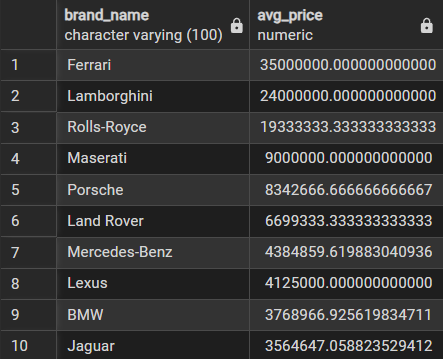 brand_name avg_price
character varying (100) numeric
1 Ferrari 35000000.000000000000
2 Lamborghini 24000000.000000000000
3 Rolls-Royce 19333333.333333333333
4 Maserati 9000000.000000000000
5 Porsche 8342666.666666666667
6 Land Rover 6699333.333333333333
7 Mercedes-Benz 4384859.619883040936
8 Lexus 4125000.000000000000
9 BMW 3768966.925619834711
10 Jaguar 3564647.058823529412